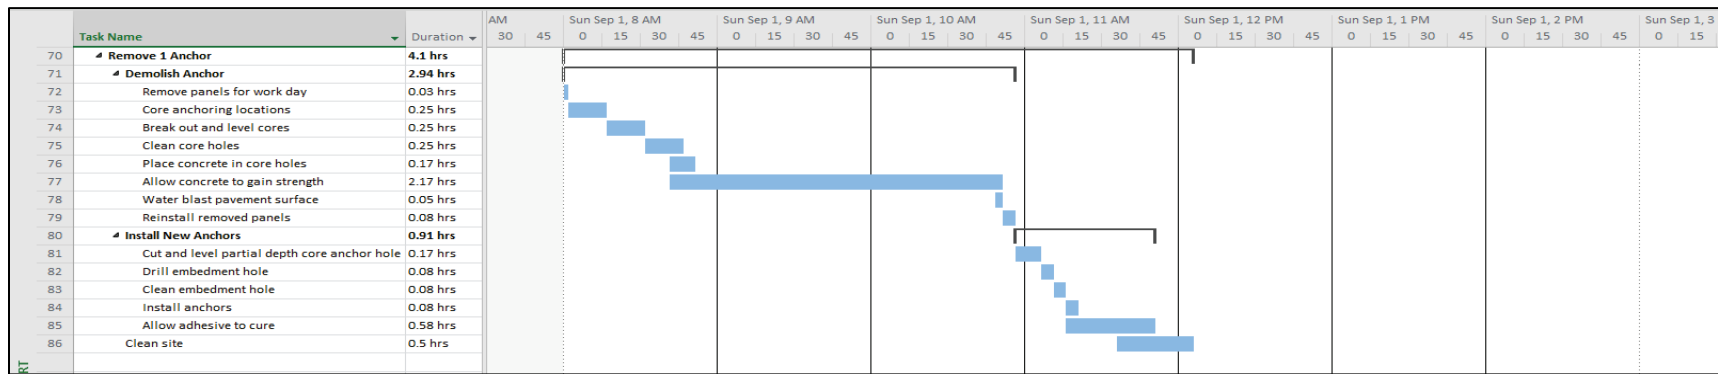 AM Sun Sep 1, 8 AM Sun Sep 1, 9 AM Sun Sep 1, 10 AM Sun Sep 1, 11 AM Sun Sep 1, 12 PM Sun Sep 1, 1 PM Sun Sep 1, 2 PM Sun Sep 1, 3
Task Name Duration 30 45 0 15 30 45 0 15 30 45 0 15 30 45 0 15 30 45 0 15 30 45 0 15 30 45 0 15 30 45 0 15
70 Remove 1 Anchor 4.1 hrs
71 Demolish Anchor 2.94 hrs
72 Remove panels for work day 0.03 hrs
73 Core anchoring locations 0.25 hrs
74 Break out and level cores 0.25 hrs
75 Clean core holes 0.25 hrs
76 Place concrete in core holes 0.17 hrs
77 Allow concrete to gain strength 2.17 hrs
78 Water blast pavement surface 0.05 hrs
79 Reinstall removed panels 0.08 hrs
80 Install New Anchors 0.91 hrs
81 Cut and level partial depth core anchor hole 0.17 hrs
82 Drill embedment hole 0.08 hrs
83 Clean embedment hole 0.08 hrs
84 Install anchors 0.08 hrs
85 Allow adhesive to cure 0.58 hrs
86 Clean site 0.5 hrs
RT